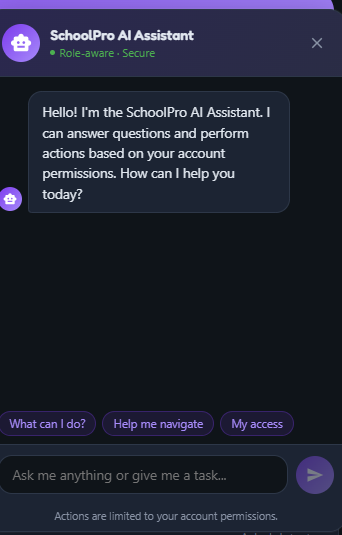 SchoolPro AI Assistant
Role-aware · Secure
Hello! I'm the SchoolPro AI Assistant. I
can answer questions and perform
actions based on your account
permissions. How can I help you
today?
What can I do? Help me navigate My access
Ask me anything or give me a task...
Actions are limited to your account permissions.